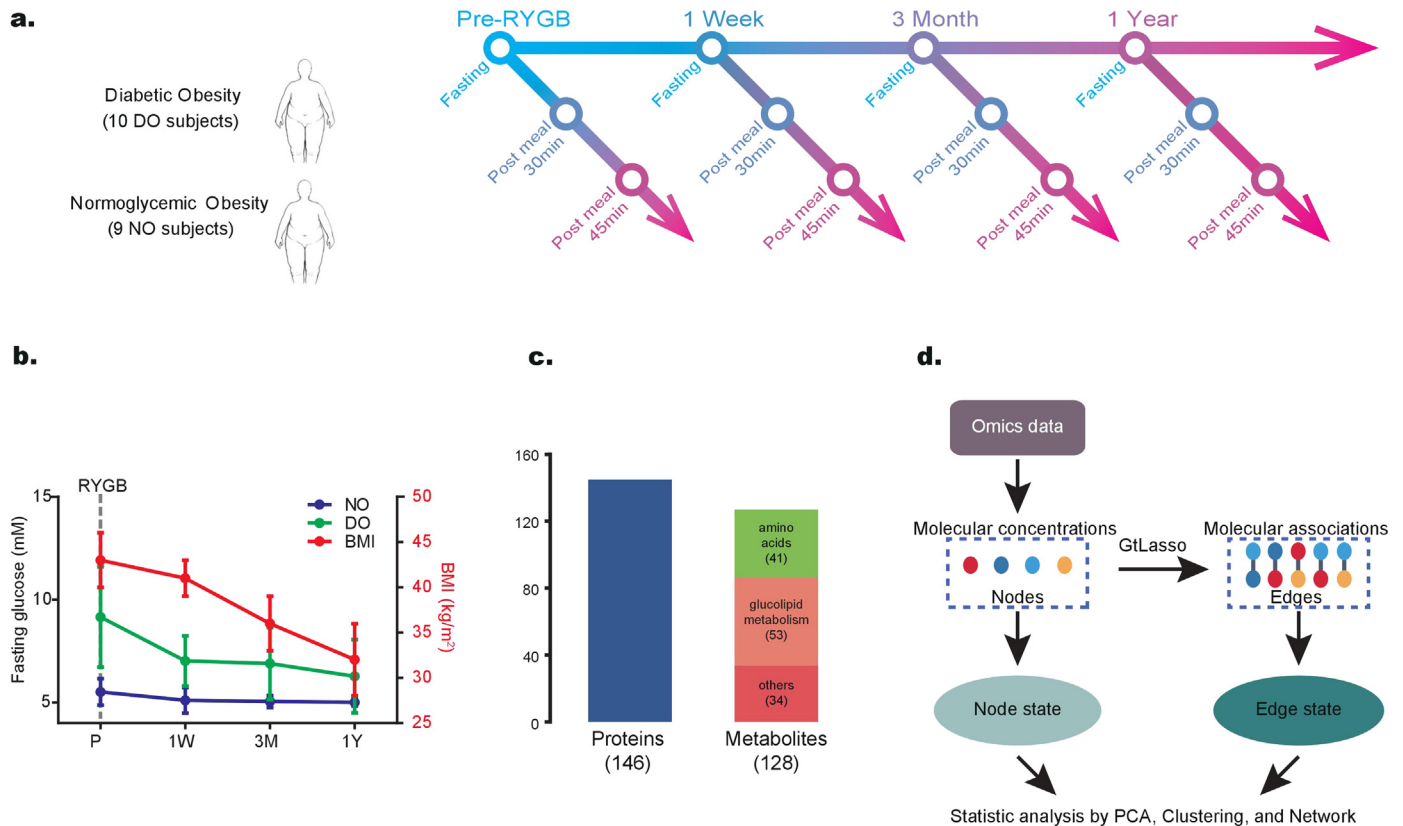 a.
Pre-RYGB
1 Week
3 Month
1 Year
Diabetic Obesity
(10 DO subjects)
Normoglycemic Obesity
(9 NO subjects)
Fasting
Post meal
30min
Post meal
45min
Fasting
Post meal
30min
Post meal
45min
Fasting
Post meal
30min
Post meal
45min
Fasting
Post meal
30min
Post meal
45min
b.
RYGB
NO
DO
BMI
Fasting glucose (mM)
15
10
5
BMI (kg/m²)
50
45
40
35
30
25
P
1W
3M
1Y
c.
160
120
80
40
0
amino
acids
(41)
glucolipid
metabolism
(53)
others
(34)
Proteins
(146)
Metabolites
(128)
d.
Omics data
Molecular concentrations
Nodes
GtLasso
Molecular associations
Edges
Node state
Edge state
Statistic analysis by PCA, Clustering, and Network